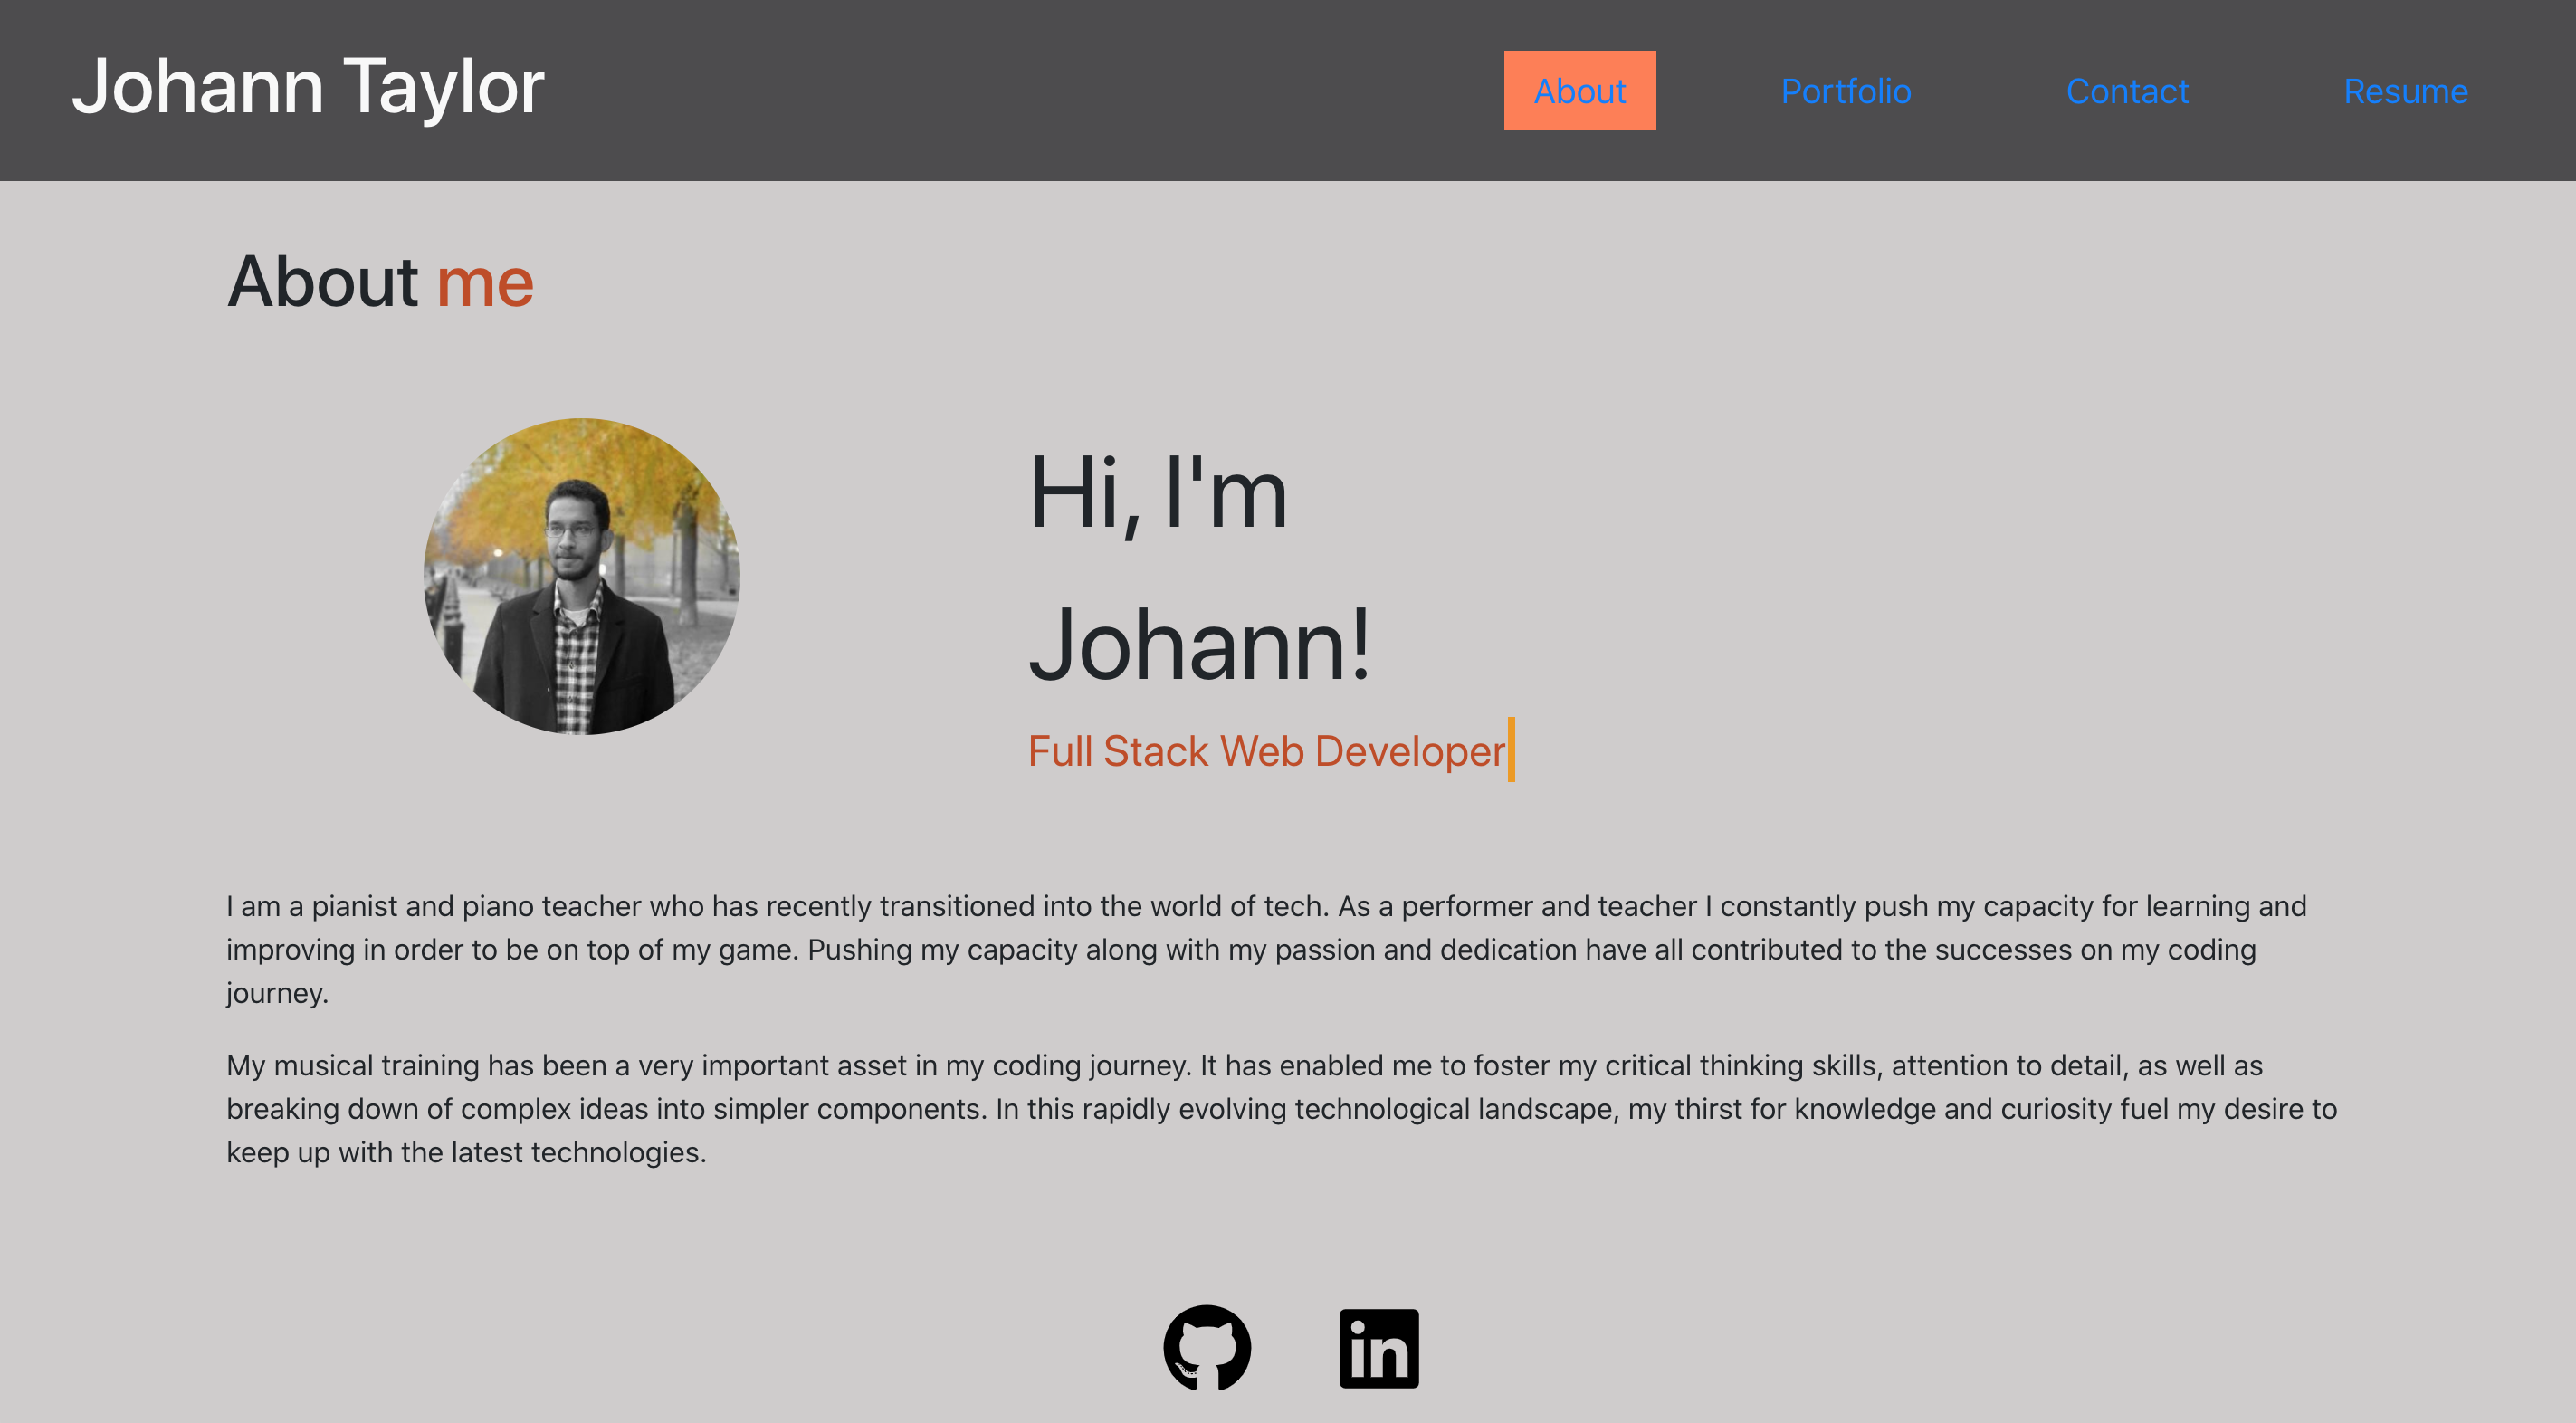 Johann Taylor
About
Portfolio
Contact
Resume
About me
Hi, I'm
Johann!
Full Stack Web Developer
I am a pianist and piano teacher who has recently transitioned into the world of tech. As a performer and teacher I constantly push my capacity for learning and
improving in order to be on top of my game. Pushing my capacity along with my passion and dedication have all contributed to the successes on my coding
journey.
My musical training has been a very important asset in my coding journey. It has enabled me to foster my critical thinking skills, attention to detail, as well as
breaking down of complex ideas into simpler components. In this rapidly evolving technological landscape, my thirst for knowledge and curiosity fuel my desire to
keep up with the latest technologies.
in